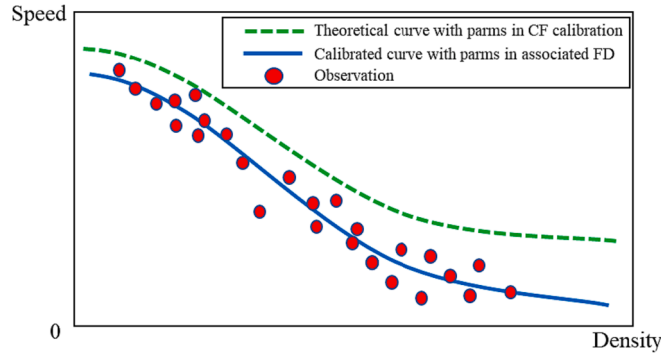 Speed
Theoretical curve with parms in CF calibration
Calibrated curve with parms in associated FD
Observation
0
Density